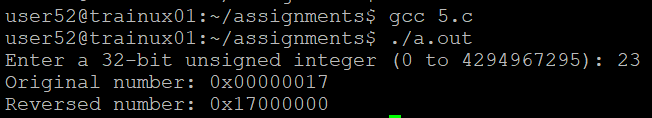 user52@trainux01:~/assignments$ gcc 5.c
user52@trainux01:~/assignments$ ./a.out
Enter a 32-bit unsigned integer (0 to 4294967295): 23
Original number: 0x00000017
Reversed number: 0x17000000